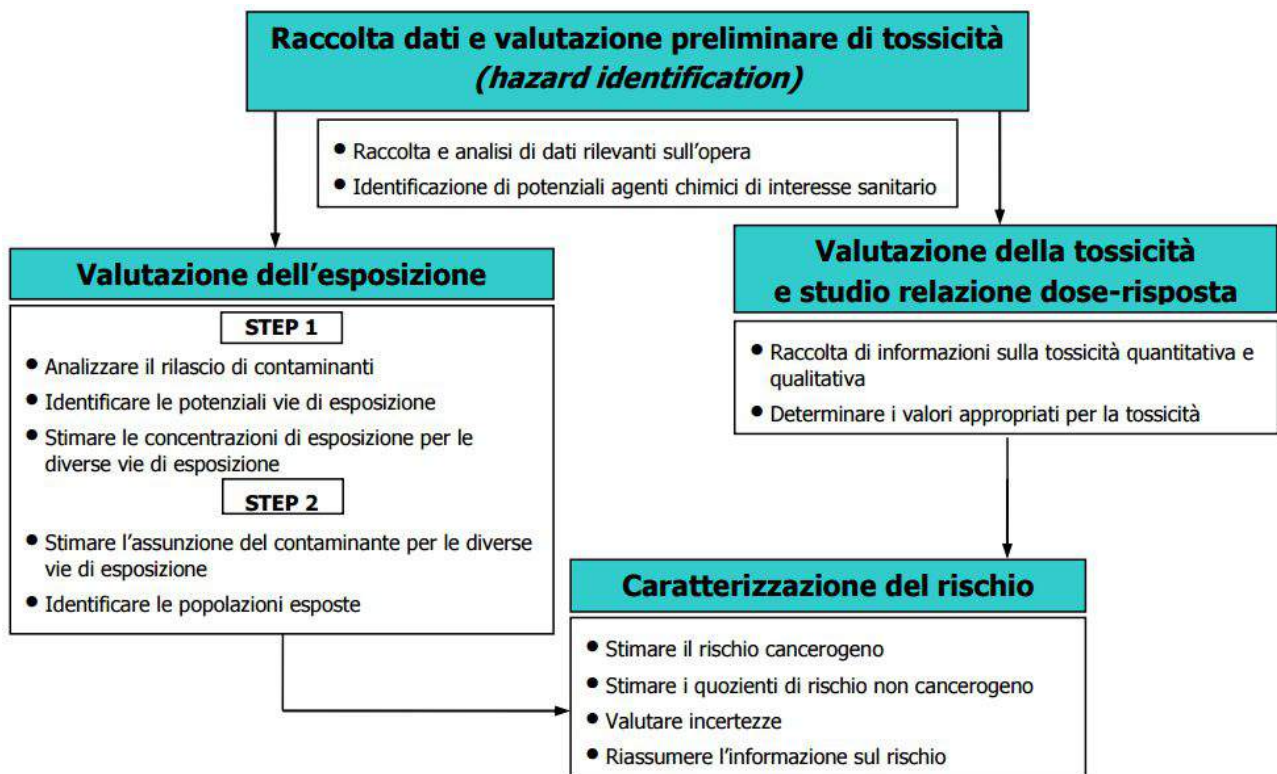 Raccolta dati e valutazione preliminare di tossicità
(hazard identification)
• Raccolta e analisi di dati rilevanti sull'opera
• Identificazione di potenziali agenti chimici di interesse sanitario
Valutazione dell'esposizione
STEP 1
• Analizzare il rilascio di contaminanti
• Identificare le potenziali vie di esposizione
• Stimare le concentrazioni di esposizione per le
diverse vie di esposizione
STEP 2
• Stimare l'assunzione del contaminante per le diverse
vie di esposizione
• Identificare le popolazioni esposte
Valutazione della tossicità
e studio relazione dose-risposta
• Raccolta di informazioni sulla tossicità quantitativa e
qualitativa
• Determinare i valori appropriati per la tossicità
Caratterizzazione del rischio
• Stimare il rischio cancerogeno
• Stimare i quozienti di rischio non cancerogeno
• Valutare incertezze
• Riassumere l'informazione sul rischio